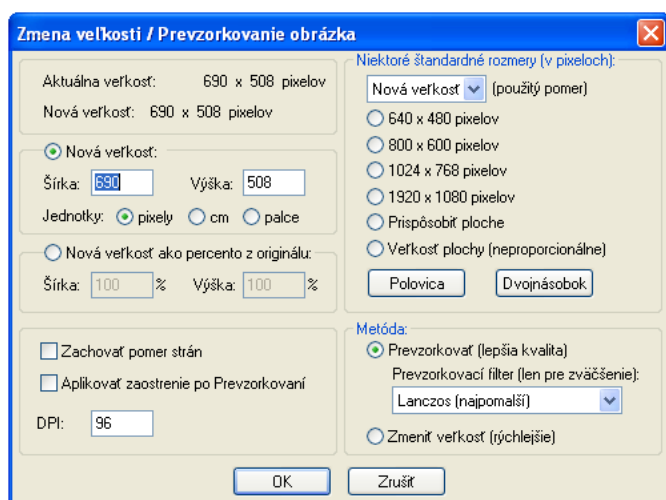 Zmena veľkosti / Prevzorkovanie obrázka
Aktuálna veľkosť: 690 x 508 pixelov
Nová veľkosť: 690 x 508 pixelov
Nová veľkosť:
Šírka: 690 Výška: 508
Jednotky: pixely cm palce
Nová veľkosť ako percento z originálu:
Šírka: 100 % Výška: 100 %
Zachovať pomer strán
Aplikovať zaostrenie po Prevzorkovaní
DPI: 96
Niektoré štandardné rozmery (v pixeloch):
Nová veľkosť (použitý pomer)
640 x 480 pixelov
800 x 600 pixelov
1024 x 768 pixelov
1920 x 1080 pixelov
Prispôsobiť ploche
Veľkosť plochy (neproporcionálne)
Polovica Dvojnásobok
Metóda:
Prevzorkovať (lepšia kvalita)
Prevzorkovací filter (len pre zväčšenie):
Lanczos (najpomalší)
Zmeniť veľkosť (rýchlejšie)
OK Zrušiť